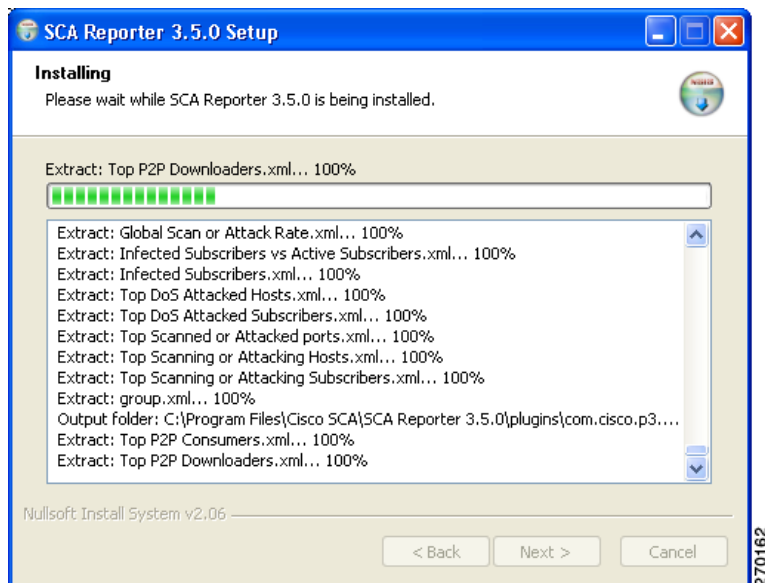 SCA Reporter 3.5.0 Setup
Installing
Please wait while SCA Reporter 3.5.0 is being installed.
Extract: Top P2P Downloaders.xml... 100%
Extract: Global Scan or Attack Rate.xml... 100%
Extract: Infected Subscribers vs Active Subscribers.xml... 100%
Extract: Infected Subscribers.xml... 100%
Extract: Top DoS Attacked Hosts.xml... 100%
Extract: Top DoS Attacked Subscribers.xml... 100%
Extract: Top Scanned or Attacked ports.xml... 100%
Extract: Top Scanning or Attacking Hosts.xml... 100%
Extract: Top Scanning or Attacking Subscribers.xml... 100%
Extract: group.xml... 100%
Output folder: C:\Program Files\Cisco SCA\SCA Reporter 3.5.0\plugins\com.cisco.p3....
Extract: Top P2P Consumers.xml... 100%
Extract: Top P2P Downloaders.xml... 100%
Nullsoft Install System v2.06
< Back
Next >
Cancel
270162